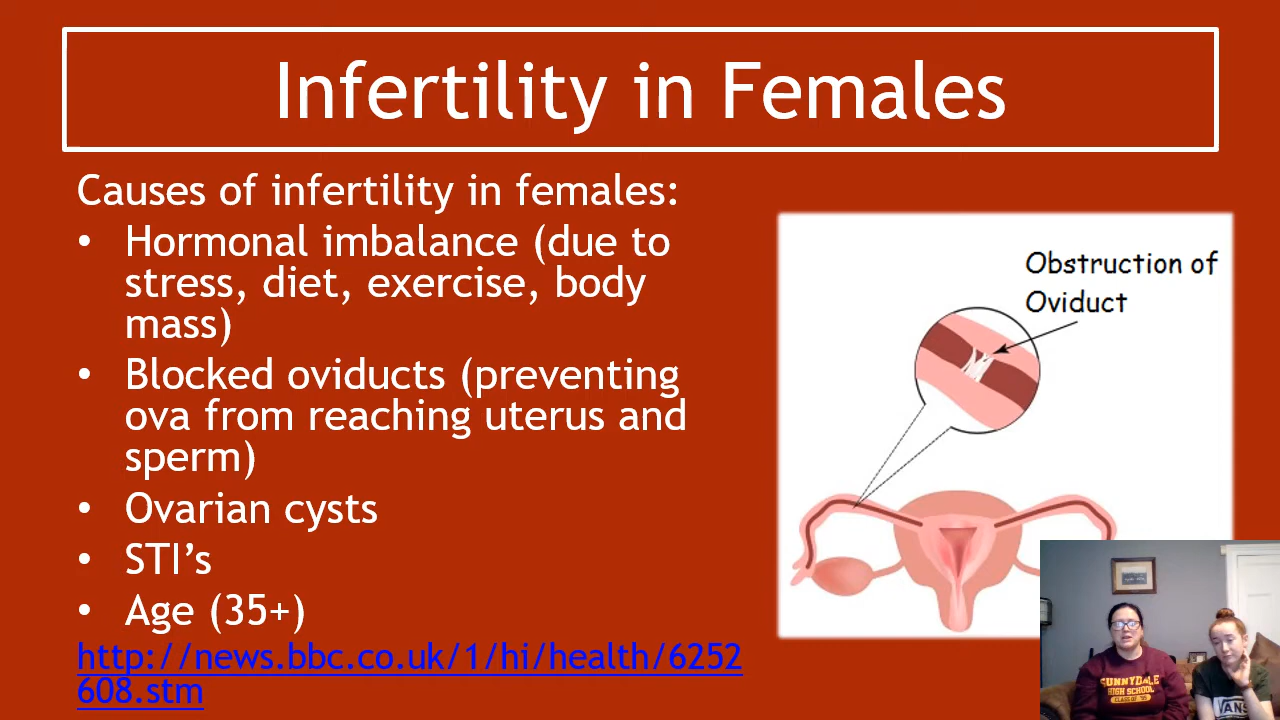 Infertility in Females
Causes of infertility in females:
• Hormonal imbalance (due to
stress, diet, exercise, body
mass)
• Blocked oviducts (preventing
ova from reaching uterus and
sperm)
• Ovarian cysts
• STI’s
• Age (35+)
http://news.bbc.co.uk/1/hi/health/6252
608.stm
Obstruction of
Oviduct
SUNNYDALE
HIGH SCHOOL
VANS